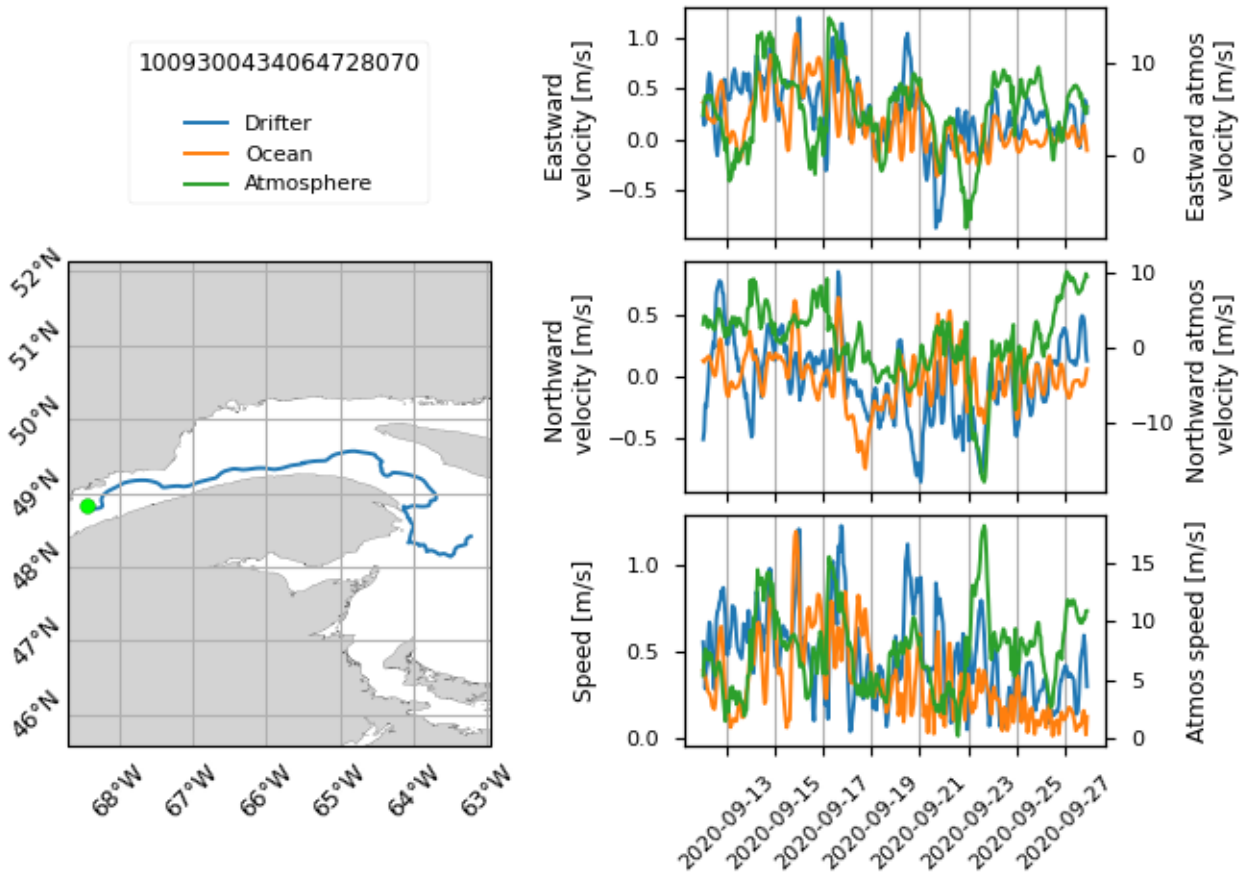 1009300434064728070
Drifter
Ocean
Atmosphere
52°N
51°N
50°N
49°N
48°N
47°N
46°N
68°W
67°W
66°W
65°W
64°W
63°W
Eastward
velocity [m/s]
1.0
0.5
0.0
−0.5
10
0
Eastward atmos
velocity [m/s]
Northward
velocity [m/s]
0.5
0.0
−0.5
10
0
−10
Northward atmos
velocity [m/s]
Speed [m/s]
1.0
0.5
0.0
15
10
5
0
Atmos speed [m/s]
2020-09-13
2020-09-15
2020-09-17
2020-09-19
2020-09-21
2020-09-23
2020-09-25
2020-09-27